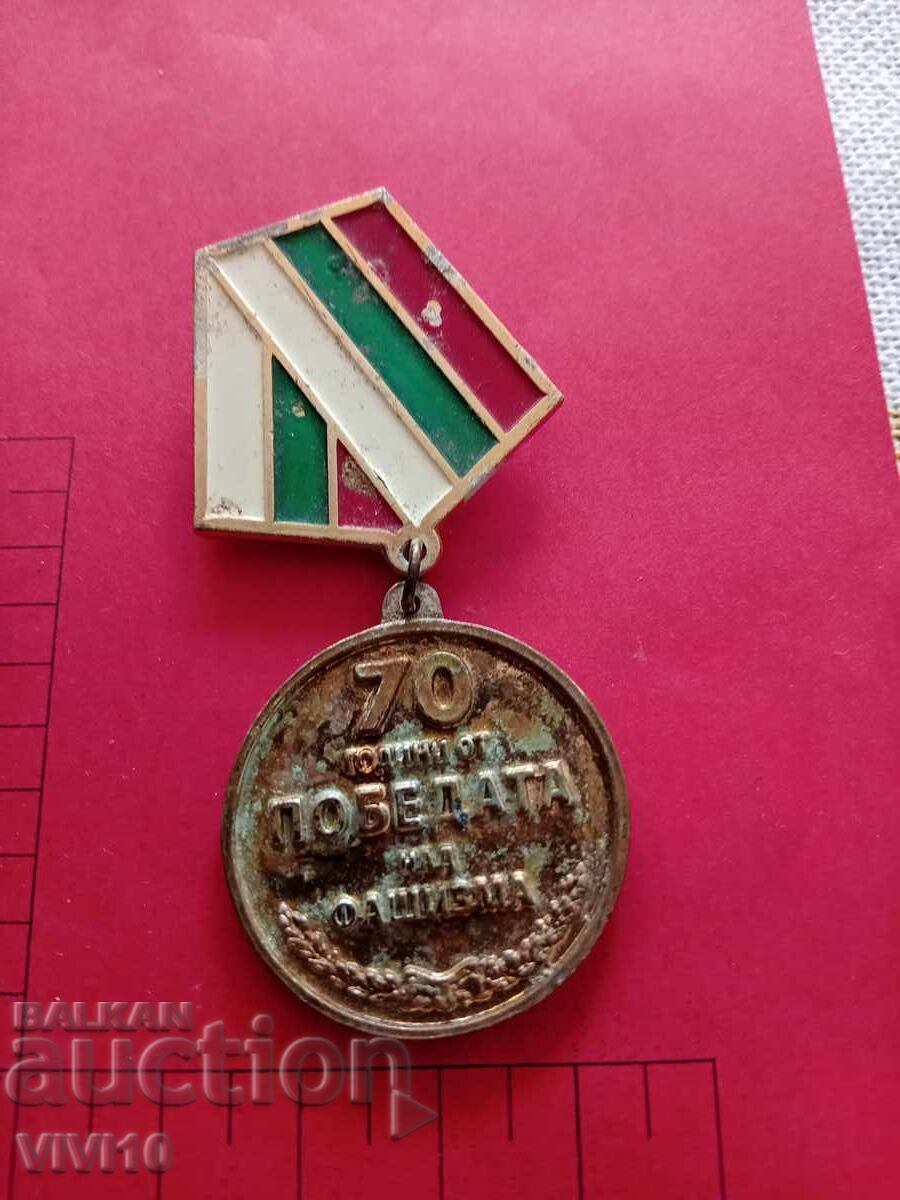 70
ГОДИНИ ОТ
ПОБЕДАТА
НАД
ФАШИЗМА
BALKAN
auction
VIVI10